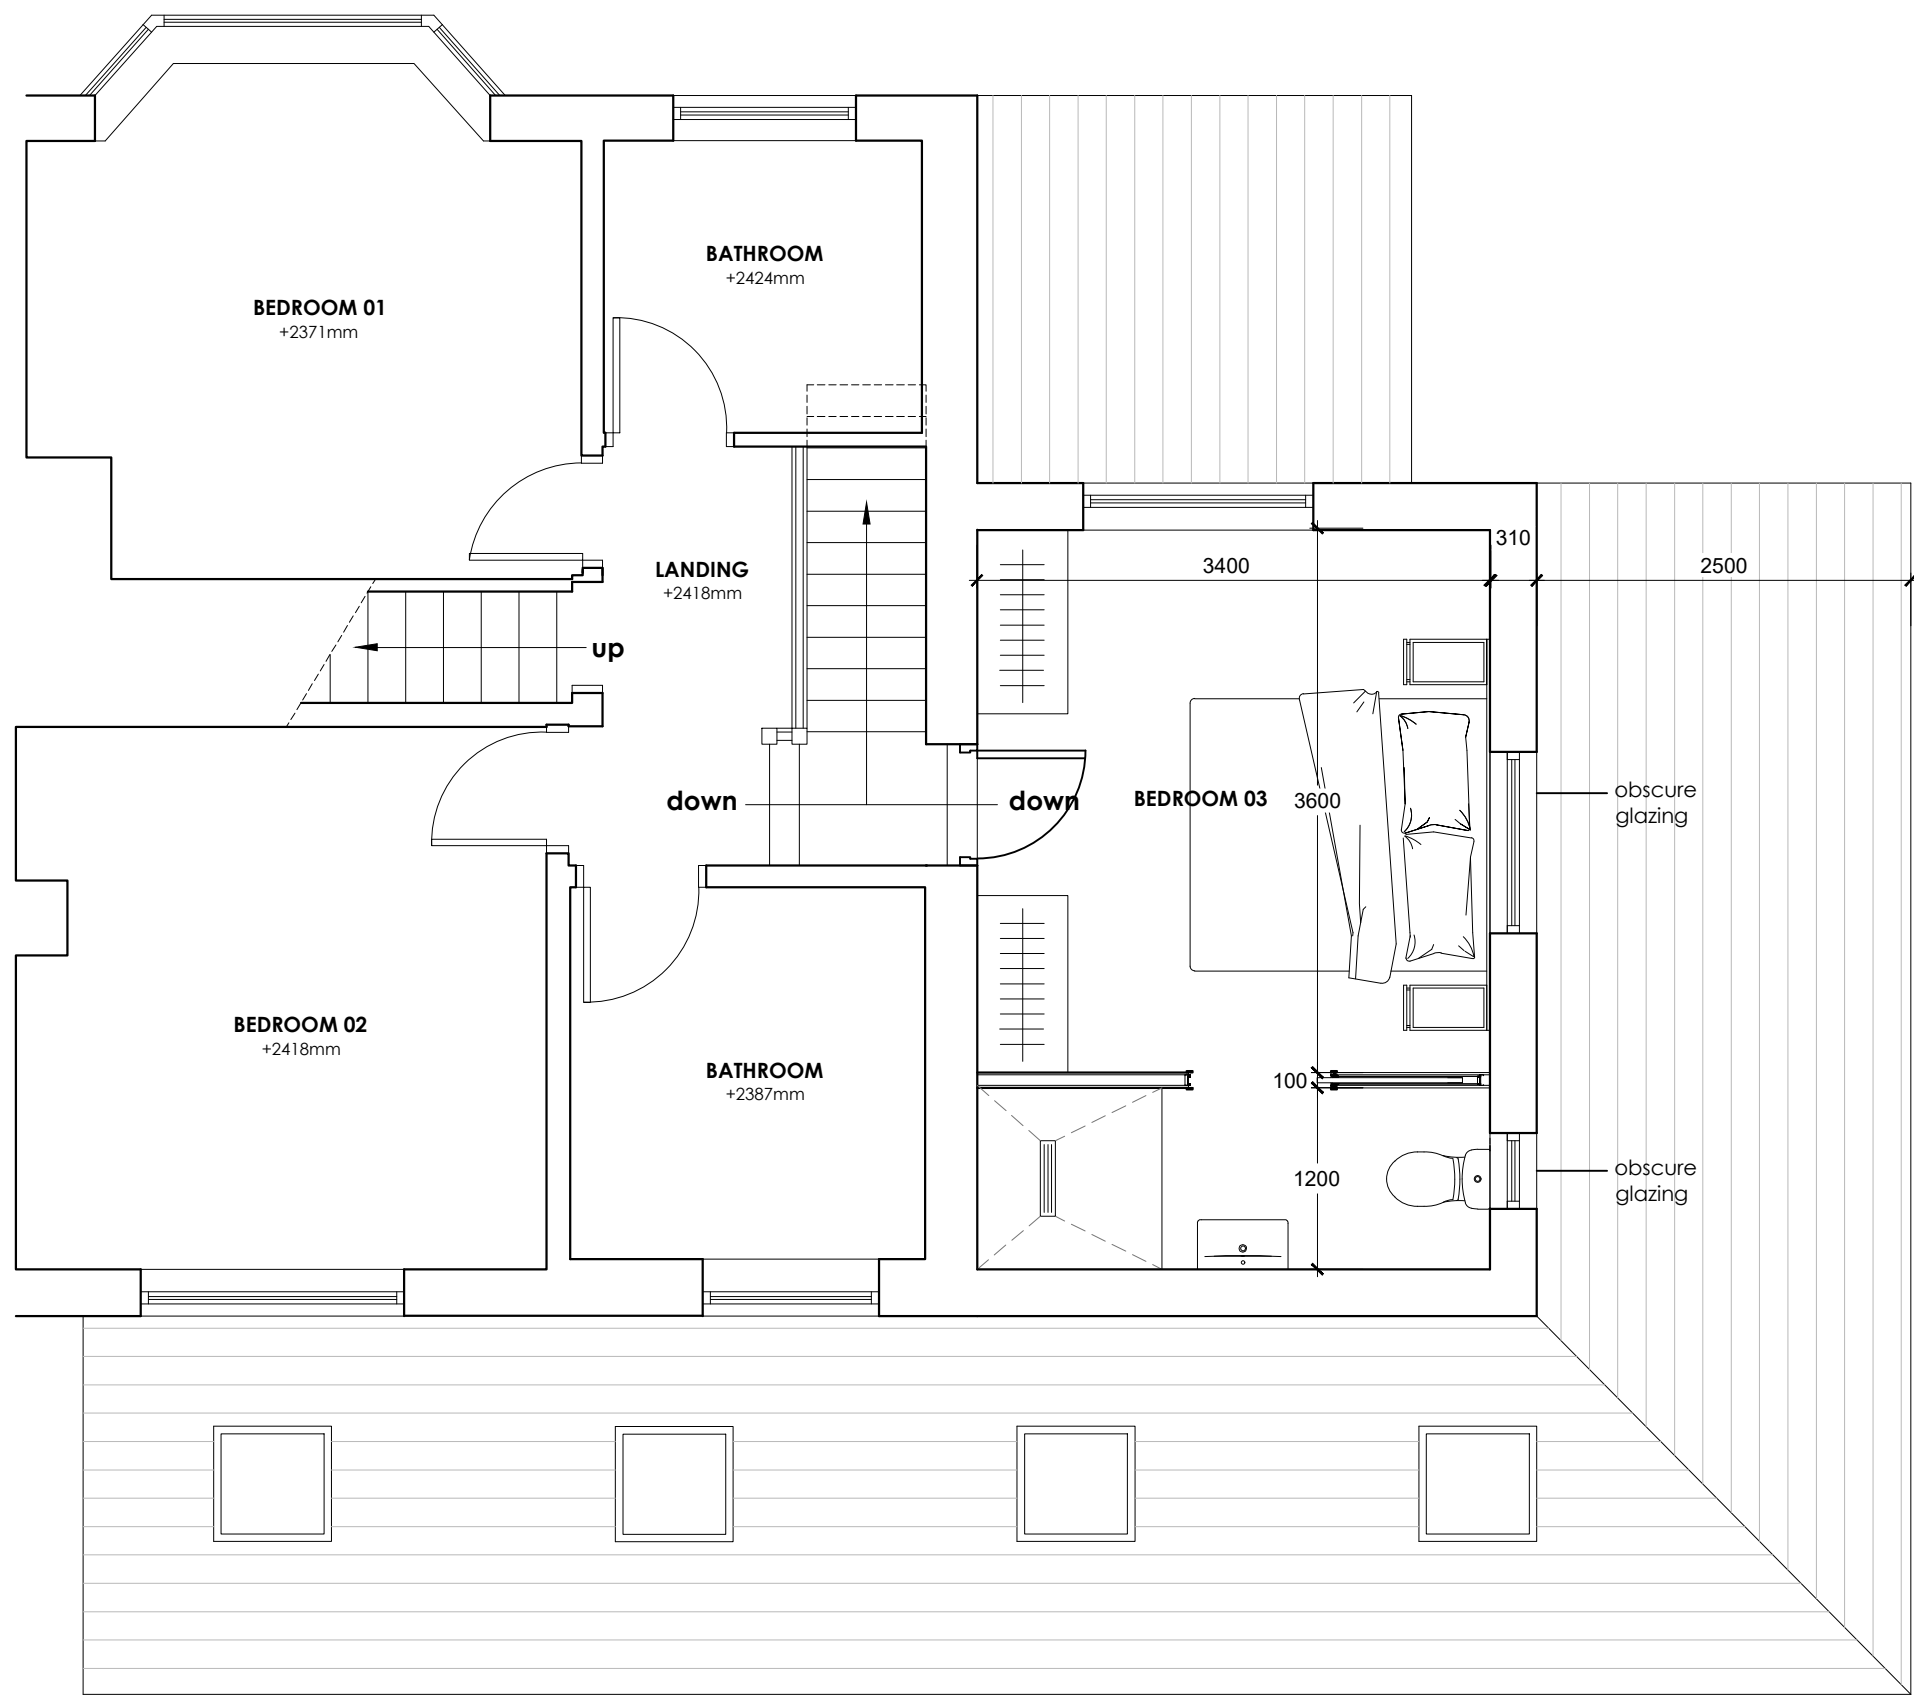 BATHROOM
+2424mm
BEDROOM 01
+2371mm
310
3400
2500
LANDING
+2418mm
up
down
down
BEDROOM 03
3600
obscure
glazing
BEDROOM 02
+2418mm
BATHROOM
+2387mm
100
1200
obscure
glazing